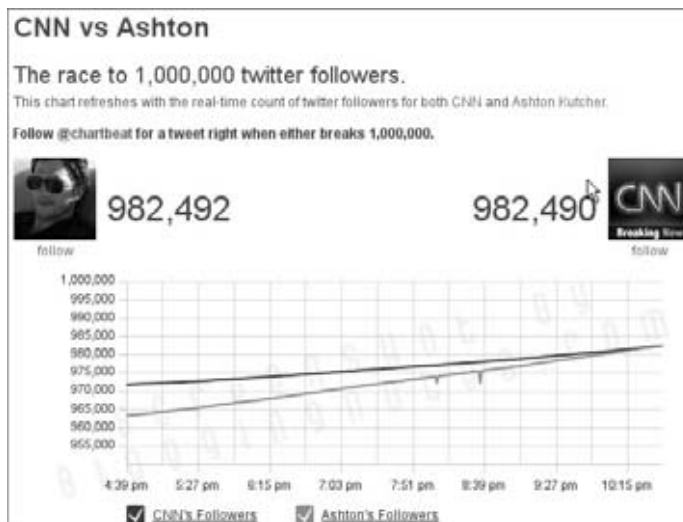 CNN vs Ashton
The race to 1,000,000 twitter followers.
This chart refreshes with the real-time count of twitter followers for both CNN and Ashton Kutcher.
Follow @chartbeat for a tweet right when either breaks 1,000,000.
982,492
982,490
CNN
Breaking News
follow
follow
1,000,000
995,000
990,000
985,000
980,000
975,000
970,000
965,000
960,000
955,000
4:39 pm 5:27 pm 6:15 pm 7:03 pm 7:51 pm 8:39 pm 9:27 pm 10:15 pm
CNN's Followers Ashton's Followers